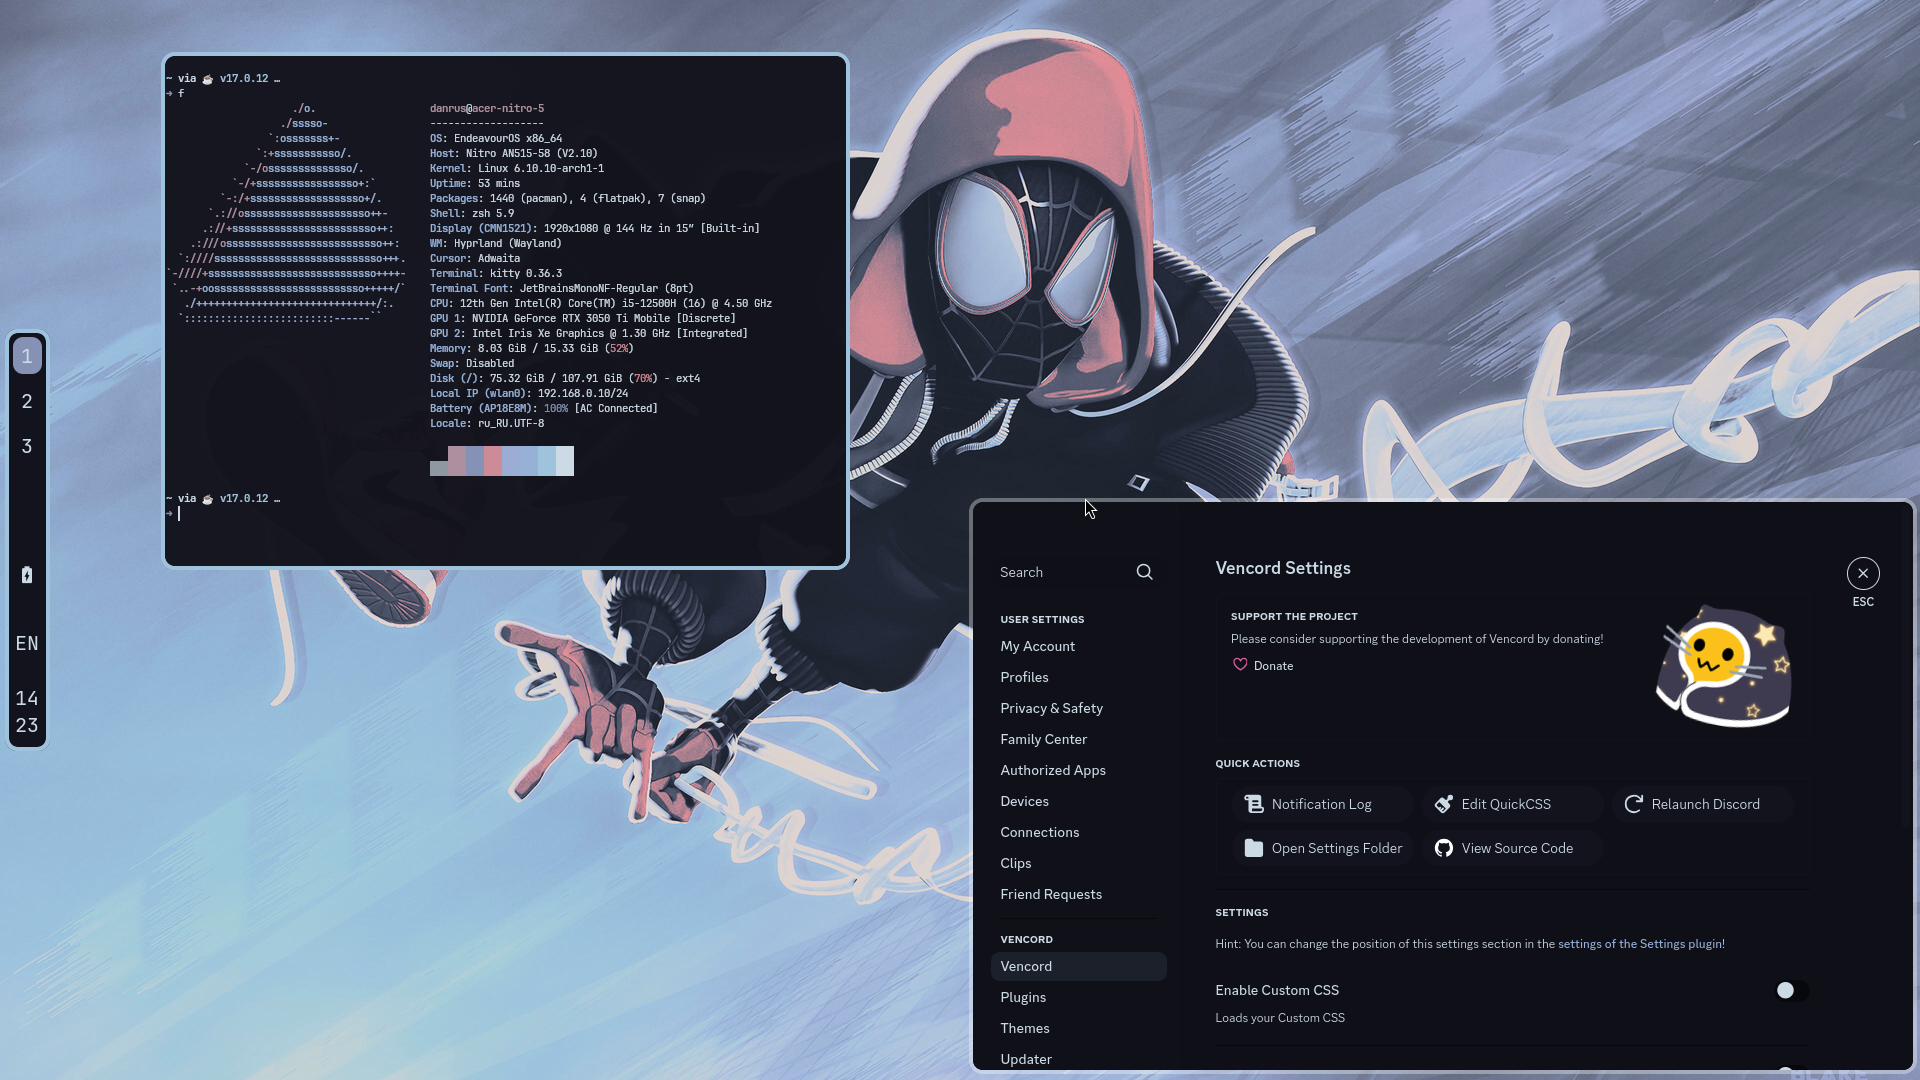 ~ via ☕ v17.0.12 …
→ f
danrus@acer-nitro-5
-------------------
OS: EndeavourOS x86_64
Host: Nitro AN515-58 (V2.10)
Kernel: Linux 6.10.10-arch1-1
Uptime: 53 mins
Packages: 1440 (pacman), 4 (flatpak), 7 (snap)
Shell: zsh 5.9
Display (CMN1521): 1920x1080 @ 144 Hz in 15″ [Built-in]
WM: Hyprland (Wayland)
Cursor: Adwaita
Terminal: kitty 0.36.3
Terminal Font: JetBrainsMonoNF-Regular (8pt)
CPU: 12th Gen Intel(R) Core(TM) i5-12500H (16) @ 4.50 GHz
GPU 1: NVIDIA GeForce RTX 3050 Ti Mobile [Discrete]
GPU 2: Intel Iris Xe Graphics @ 1.30 GHz [Integrated]
Memory: 8.03 GiB / 15.33 GiB (52%)
Swap: Disabled
Disk (/): 75.32 GiB / 107.91 GiB (70%) - ext4
Local IP (wlan0): 192.168.0.10/24
Battery (AP18E8M): 100% [AC Connected]
Locale: ru_RU.UTF-8
~ via ☕ v17.0.12 …
→
1
2
3
EN
14
23
Search
USER SETTINGS
My Account
Profiles
Privacy & Safety
Family Center
Authorized Apps
Devices
Connections
Clips
Friend Requests
VENCORD
Vencord
Plugins
Themes
Updater
Vencord Settings
ESC
SUPPORT THE PROJECT
Please consider supporting the development of Vencord by donating!
Donate
QUICK ACTIONS
Notification Log
Edit QuickCSS
Relaunch Discord
Open Settings Folder
View Source Code
SETTINGS
Hint: You can change the position of this settings section in the settings of the Settings plugin!
Enable Custom CSS
Loads your Custom CSS